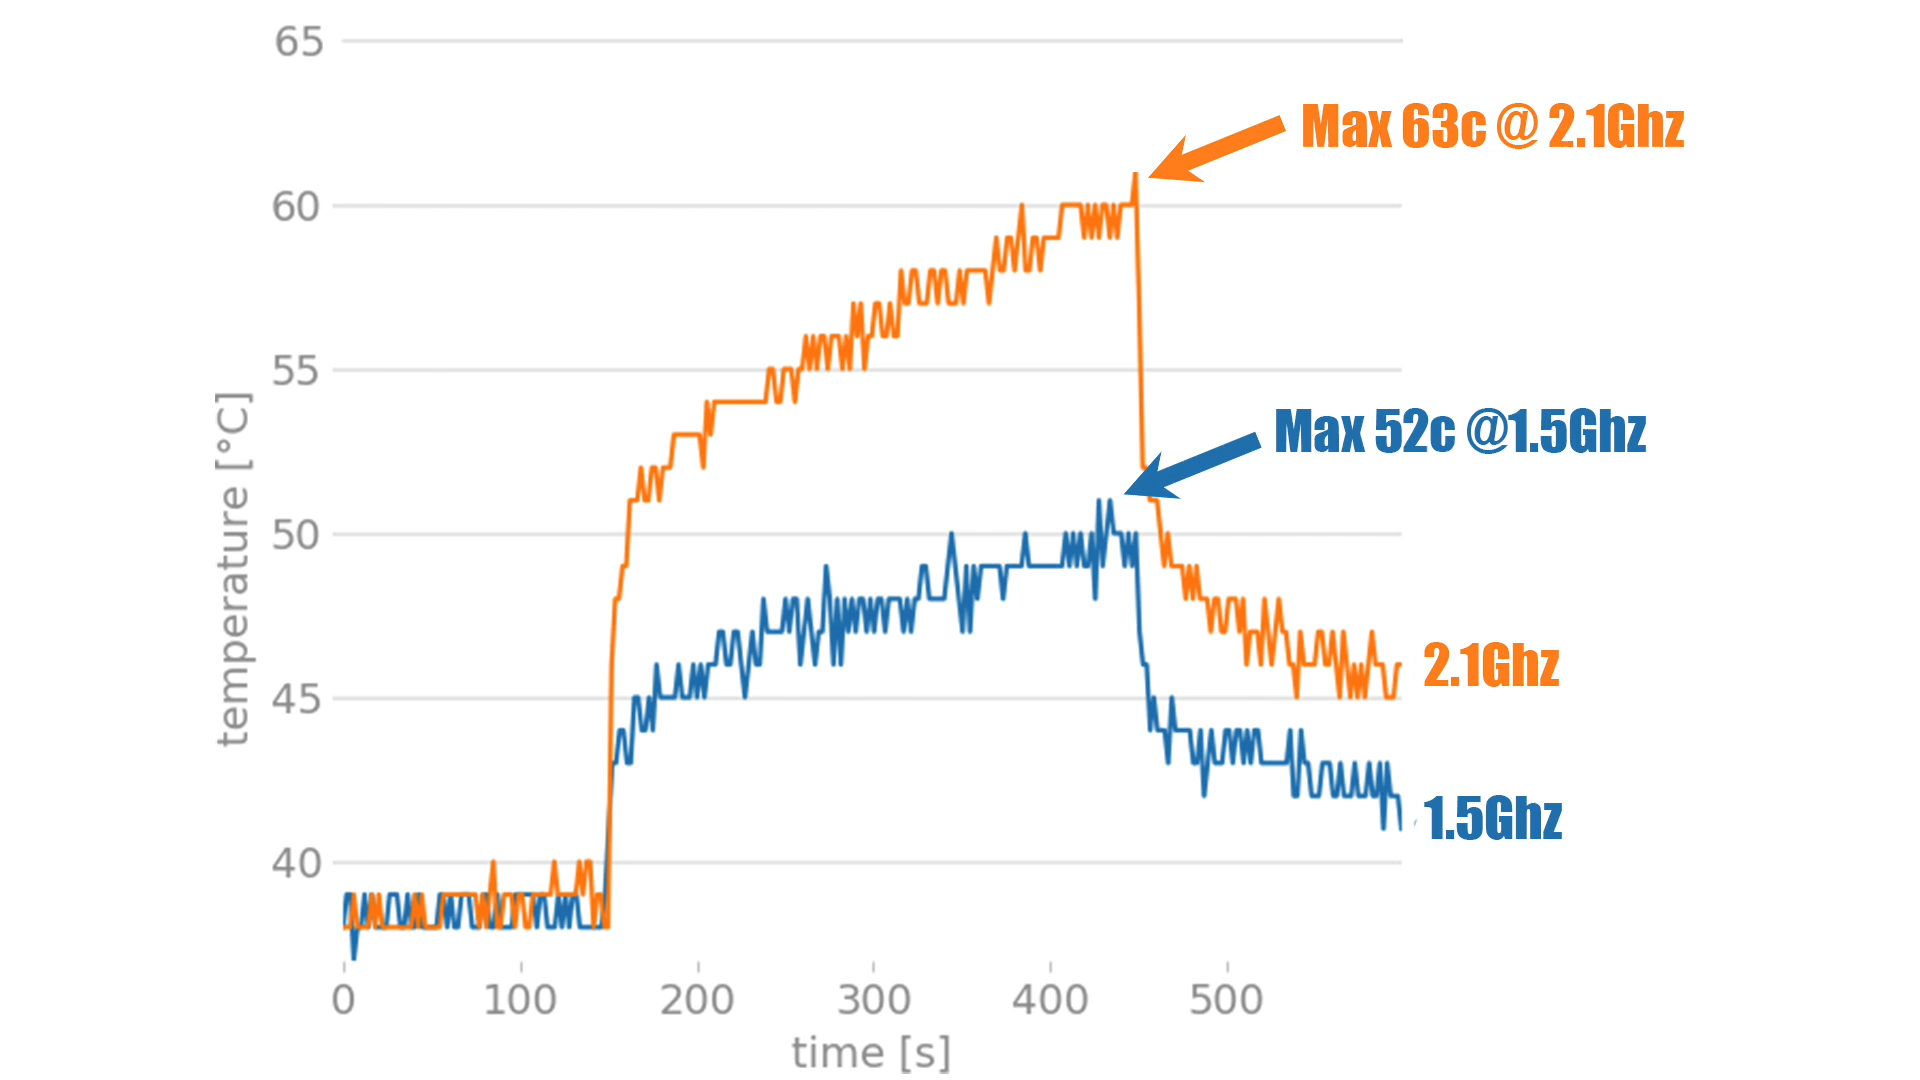 65
Max 63c @ 2.1Ghz
60
55
Max 52c @1.5Ghz
50
2.1Ghz
45
1.5Ghz
40
temperature [°C]
0 100 200 300 400 500
time [s]